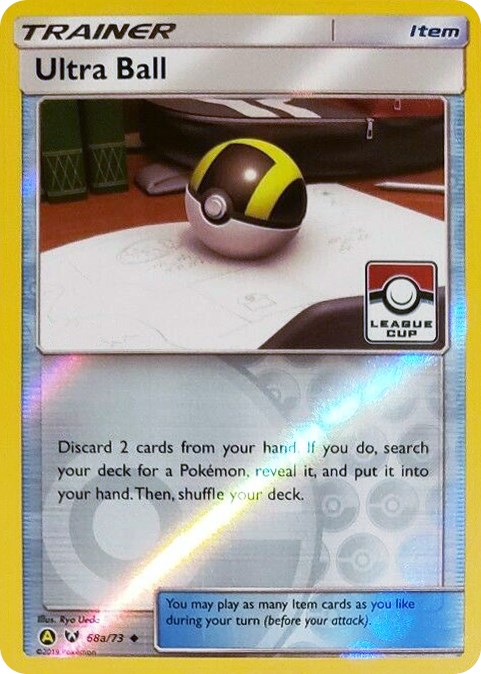 TRAINER Item
Ultra Ball
LEAGUE
CUP
Discard 2 cards from your hand. If you do, search
your deck for a Pokémon, reveal it, and put it into
your hand. Then, shuffle your deck.
You may play as many Item cards as you like
during your turn (before your attack).
Illus. Ryo Ueda
A 68a/73
©2019 Pokémon